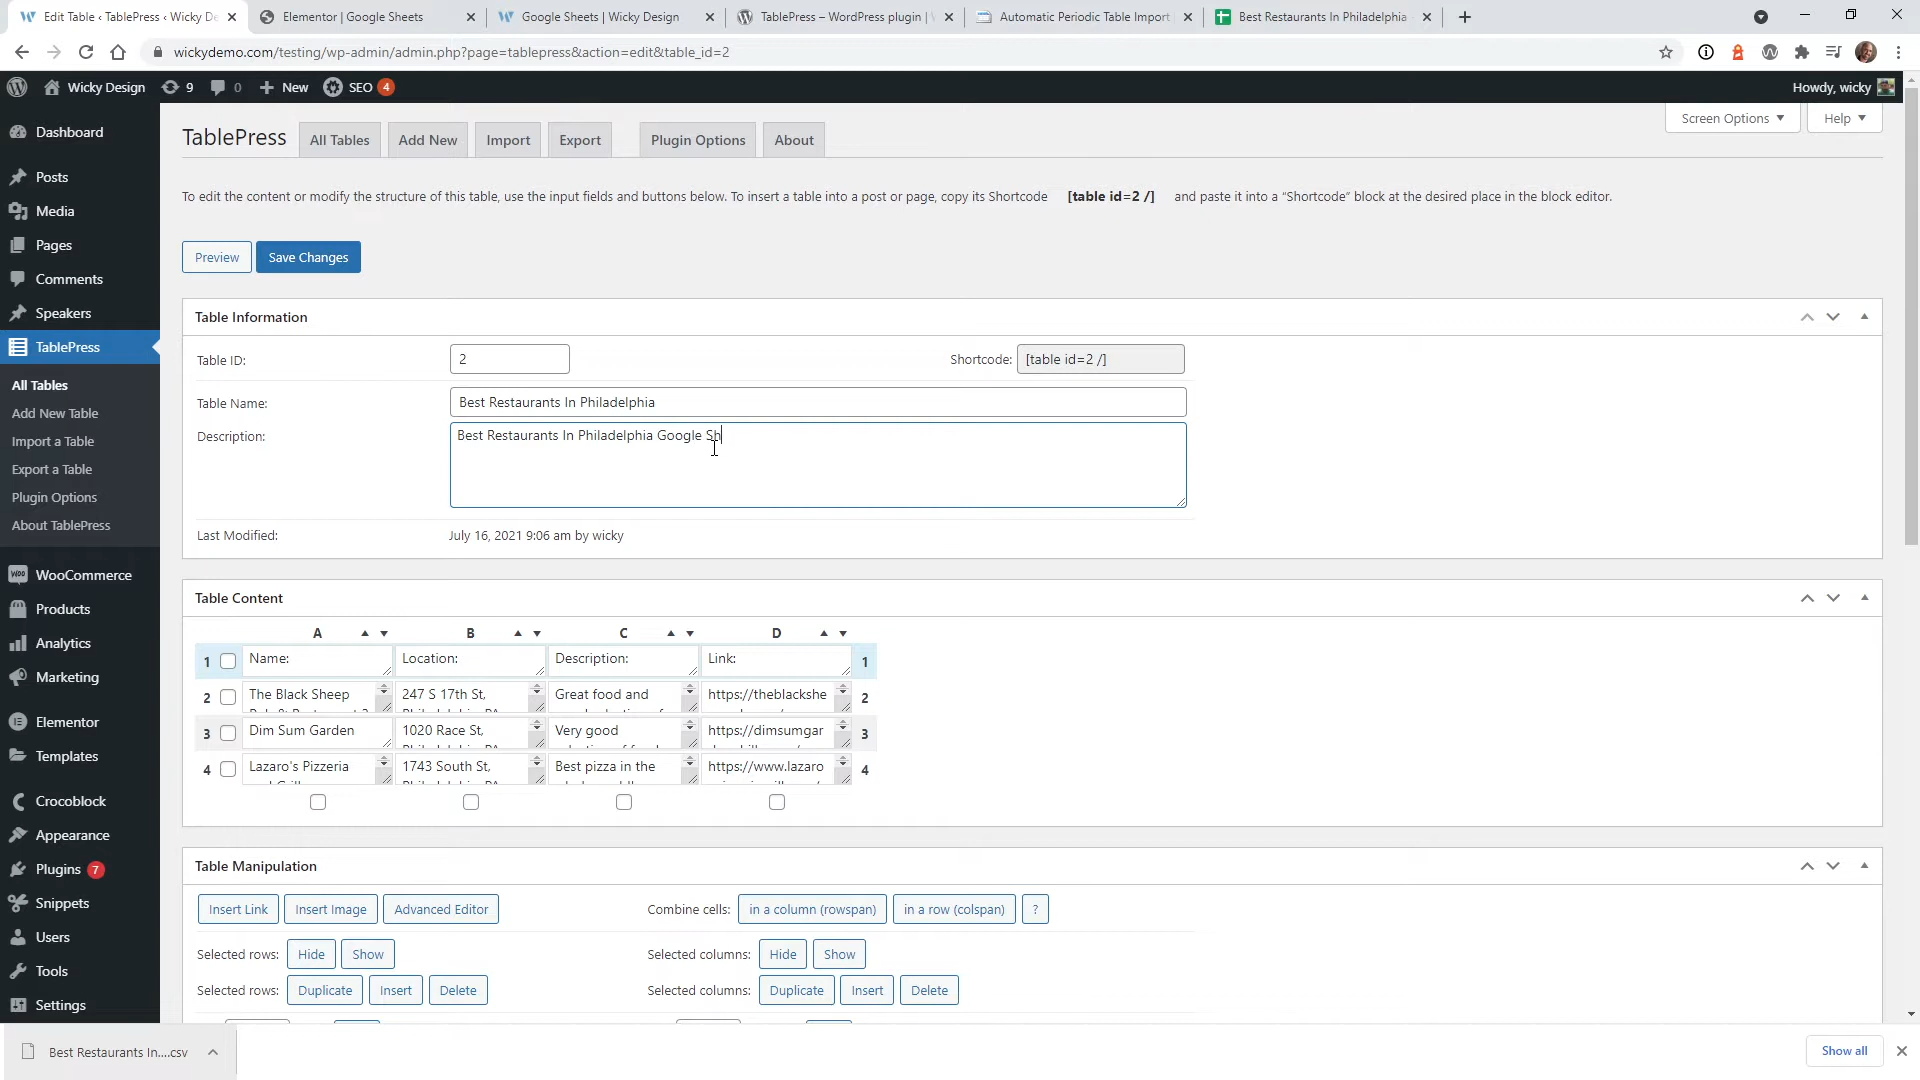 Edit Table ‹ TablePress ‹ Wicky De
Elementor | Google Sheets
Google Sheets | Wicky Design
TablePress – WordPress plugin |
Automatic Periodic Table Import
Best Restaurants In Philadelphia
wickydemo.com/testing/wp-admin/admin.php?page=tablepress&action=edit&table_id=2
Wicky Design
9
0
New
SEO 4
Howdy, wicky
Dashboard
Posts
Media
Pages
Comments
Speakers
TablePress
All Tables
Add New Table
Import a Table
Export a Table
Plugin Options
About TablePress
WooCommerce
Products
Analytics
Marketing
Elementor
Templates
Crocoblock
Appearance
Plugins 7
Snippets
Users
Tools
Settings
Screen Options
Help
TablePress
All Tables
Add New
Import
Export
Plugin Options
About
To edit the content or modify the structure of this table, use the input fields and buttons below. To insert a table into a post or page, copy its Shortcode [table id=2 /] and paste it into a “Shortcode” block at the desired place in the block editor.
Preview
Save Changes
Table Information
Table ID: 2
Shortcode: [table id=2 /]
Table Name: Best Restaurants In Philadelphia
Description: Best Restaurants In Philadelphia Google Sh
Last Modified: July 16, 2021 9:06 am by wicky
Table Content
A B C D
1 Name: Location: Description: Link: 1
2 The Black Sheep 247 S 17th St, Great food and https://theblackshe 2
3 Dim Sum Garden 1020 Race St, Very good https://dimsumgar 3
4 Lazaro's Pizzeria 1743 South St, Best pizza in the https://www.lazaro 4
Table Manipulation
Insert Link
Insert Image
Advanced Editor
Combine cells: in a column (rowspan) in a row (colspan) ?
Selected rows: Hide Show
Selected columns: Hide Show
Selected rows: Duplicate Insert Delete
Selected columns: Duplicate Insert Delete
Best Restaurants In....csv
Show all